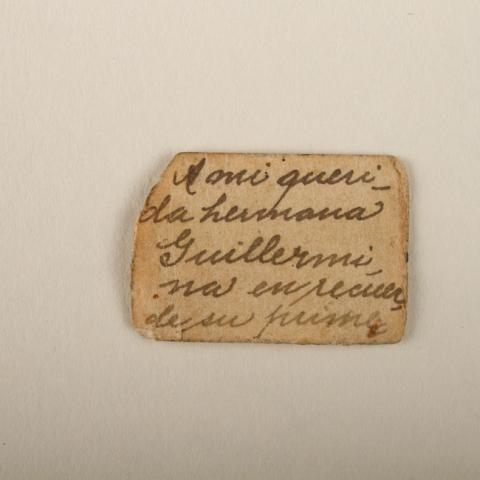 A mi queri-
da hermana
Guillermi
na en recuer
de su prime